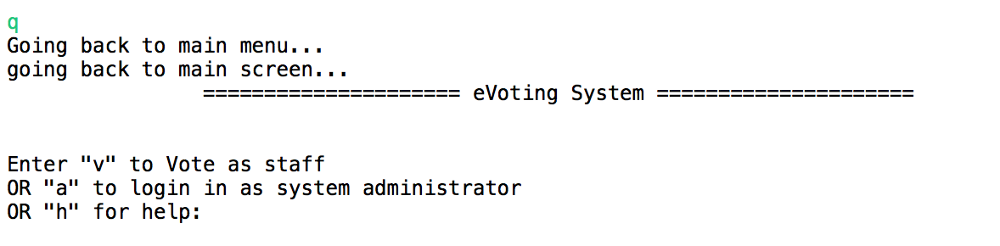 q
Going back to main menu...
going back to main screen...
===================== eVoting System =====================
Enter "v" to Vote as staff
OR "a" to login in as system administrator
OR "h" for help: